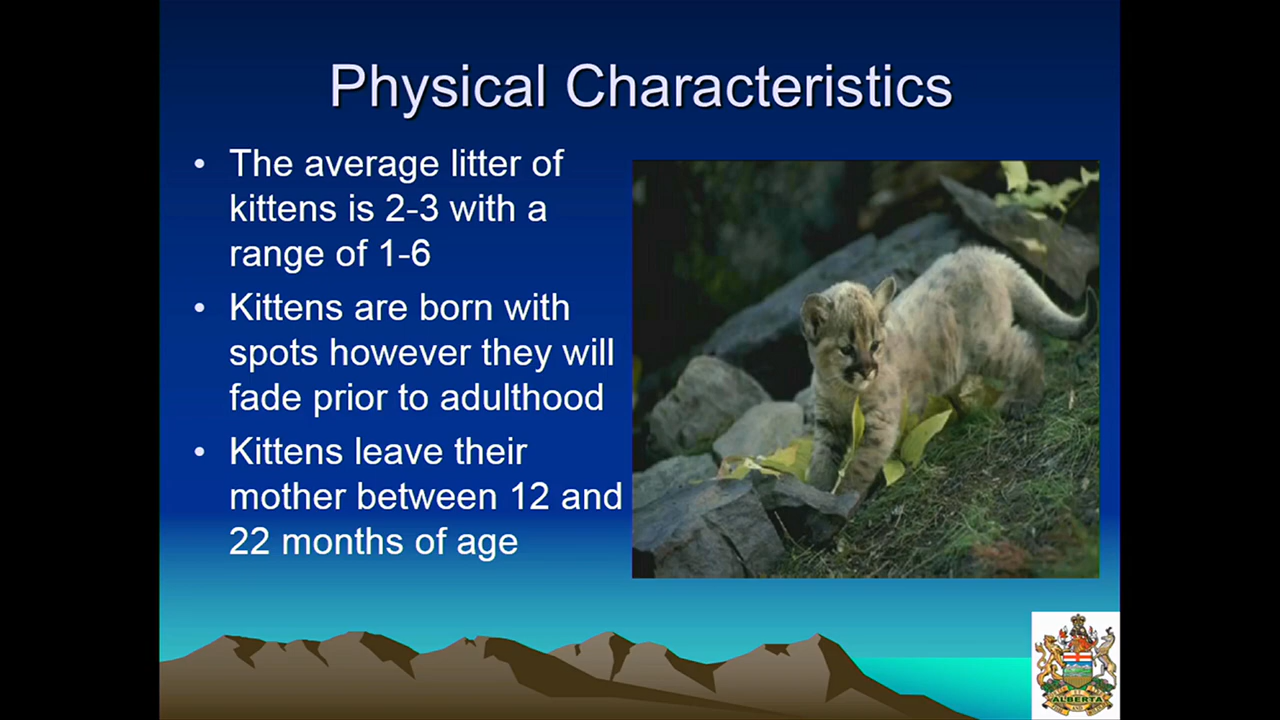 Physical Characteristics
• The average litter of
kittens is 2-3 with a
range of 1-6
• Kittens are born with
spots however they will
fade prior to adulthood
• Kittens leave their
mother between 12 and
22 months of age
ALBERTA